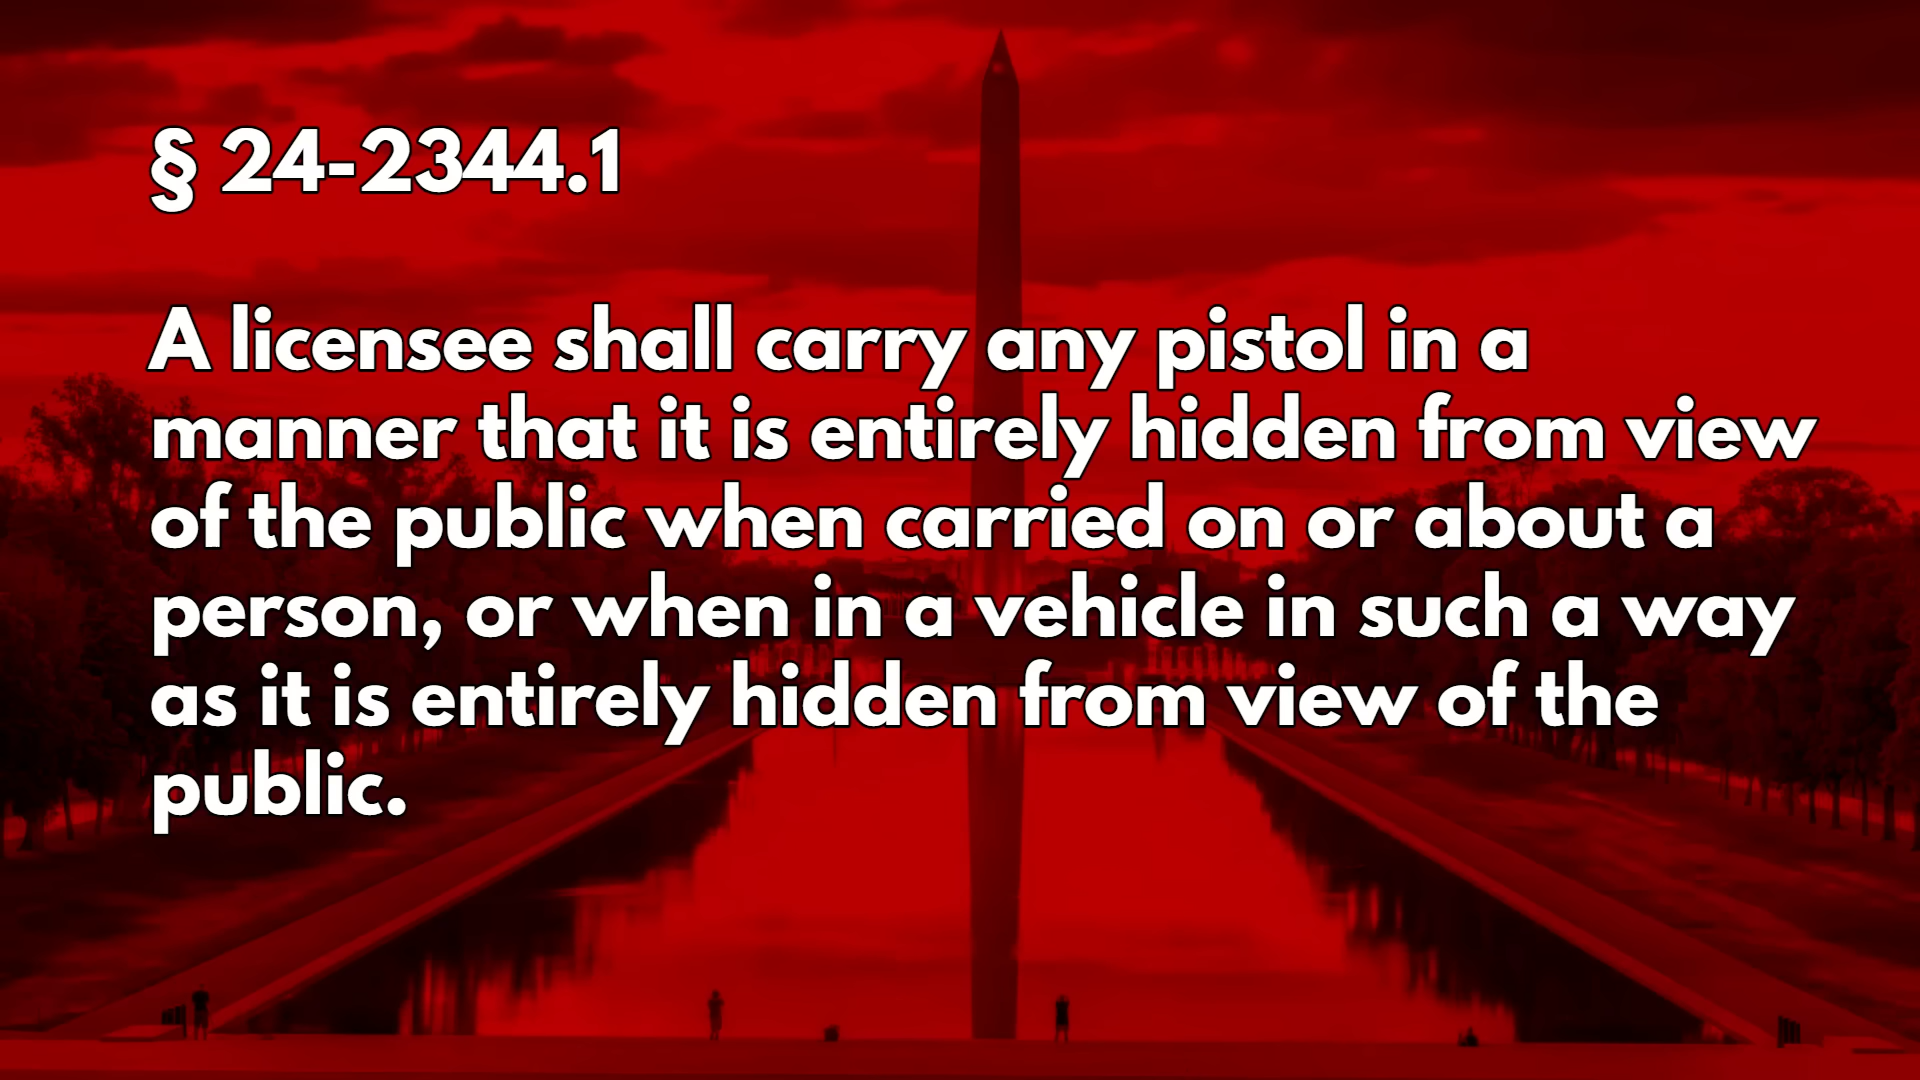 § 24-2344.1
A licensee shall carry any pistol in a
manner that it is entirely hidden from view
of the public when carried on or about a
person, or when in a vehicle in such a way
as it is entirely hidden from view of the
public.